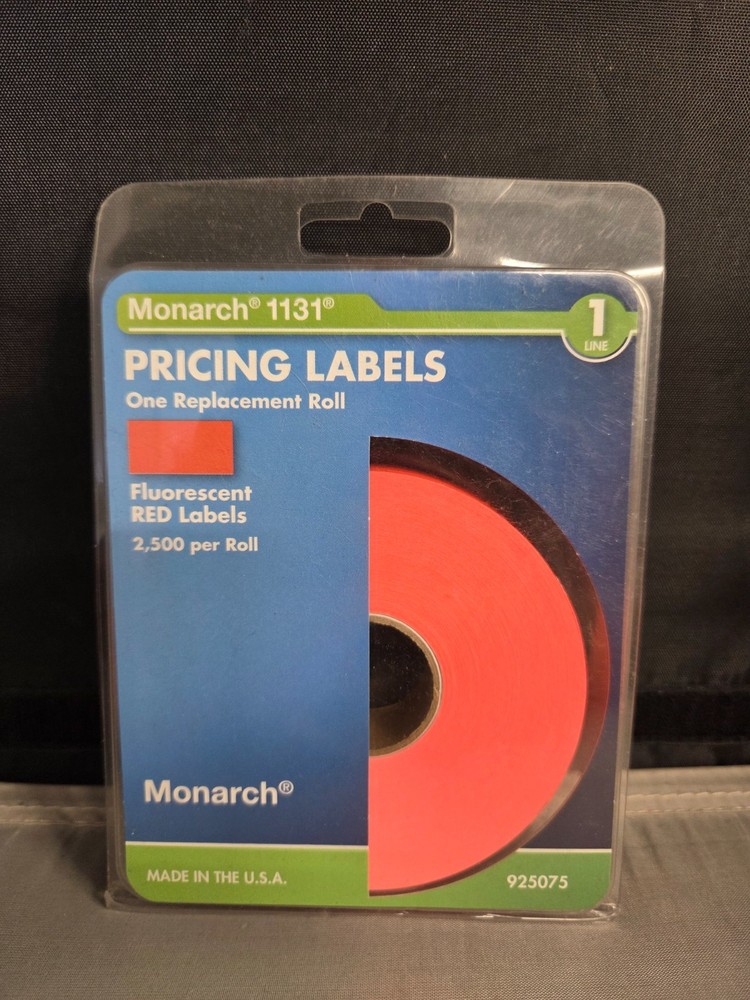 Monarch® 1131®
1
LINE
PRICING LABELS
One Replacement Roll
Fluorescent
RED Labels
2,500 per Roll
Monarch®
MADE IN THE U.S.A.
925075